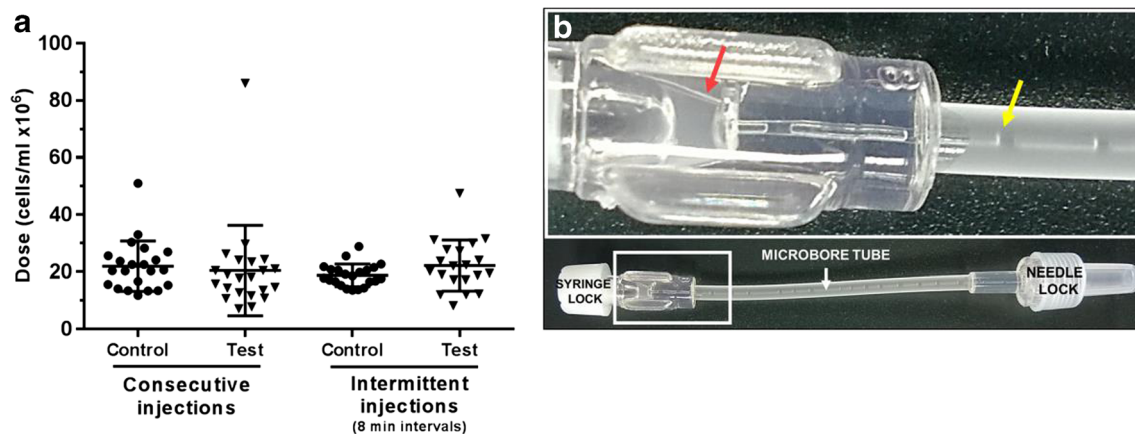 a
Dose (cells/ml x10⁶)
100
80
60
40
20
0
Control
Test
Control
Test
Consecutive
injections
Intermittent
injections
(8 min intervals)
b
MICROBORE TUBE
SYRINGE
LOCK
NEEDLE
LOCK